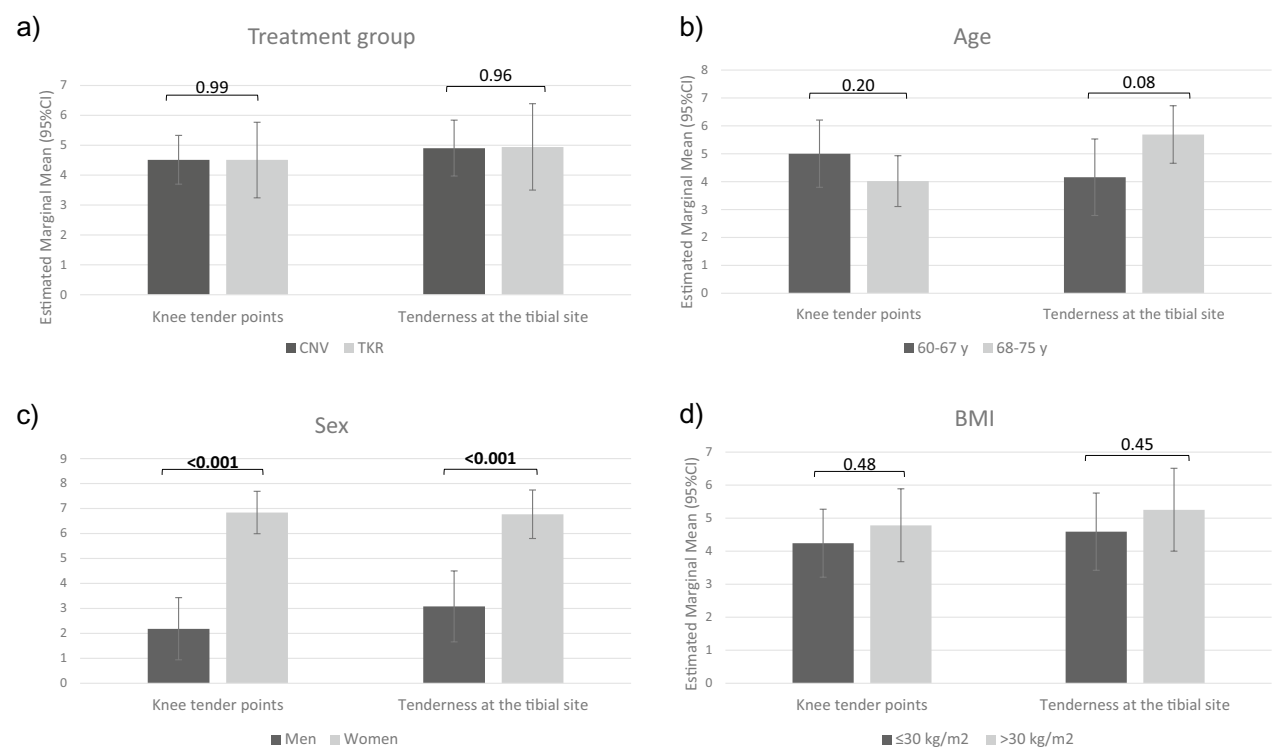 a)
Treatment group
Estimated Marginal Mean (95%CI)
7
6
5
4
3
2
1
0
0.99
0.96
Knee tender points
Tenderness at the tibial site
CNV TKR
b)
Age
Estimated Marginal Mean (95%CI)
8
7
6
5
4
3
2
1
0
0.20
0.08
Knee tender points
Tenderness at the tibial site
60-67 y 68-75 y
c)
Sex
9
8
7
6
5
4
3
2
1
0
<0.001
<0.001
Knee tender points
Tenderness at the tibial site
Men Women
d)
BMI
Estimated Marginal Mean (95%CI)
7
6
5
4
3
2
1
0
0.48
0.45
Knee tender points
Tenderness at the tibial site
≤30 kg/m2 >30 kg/m2